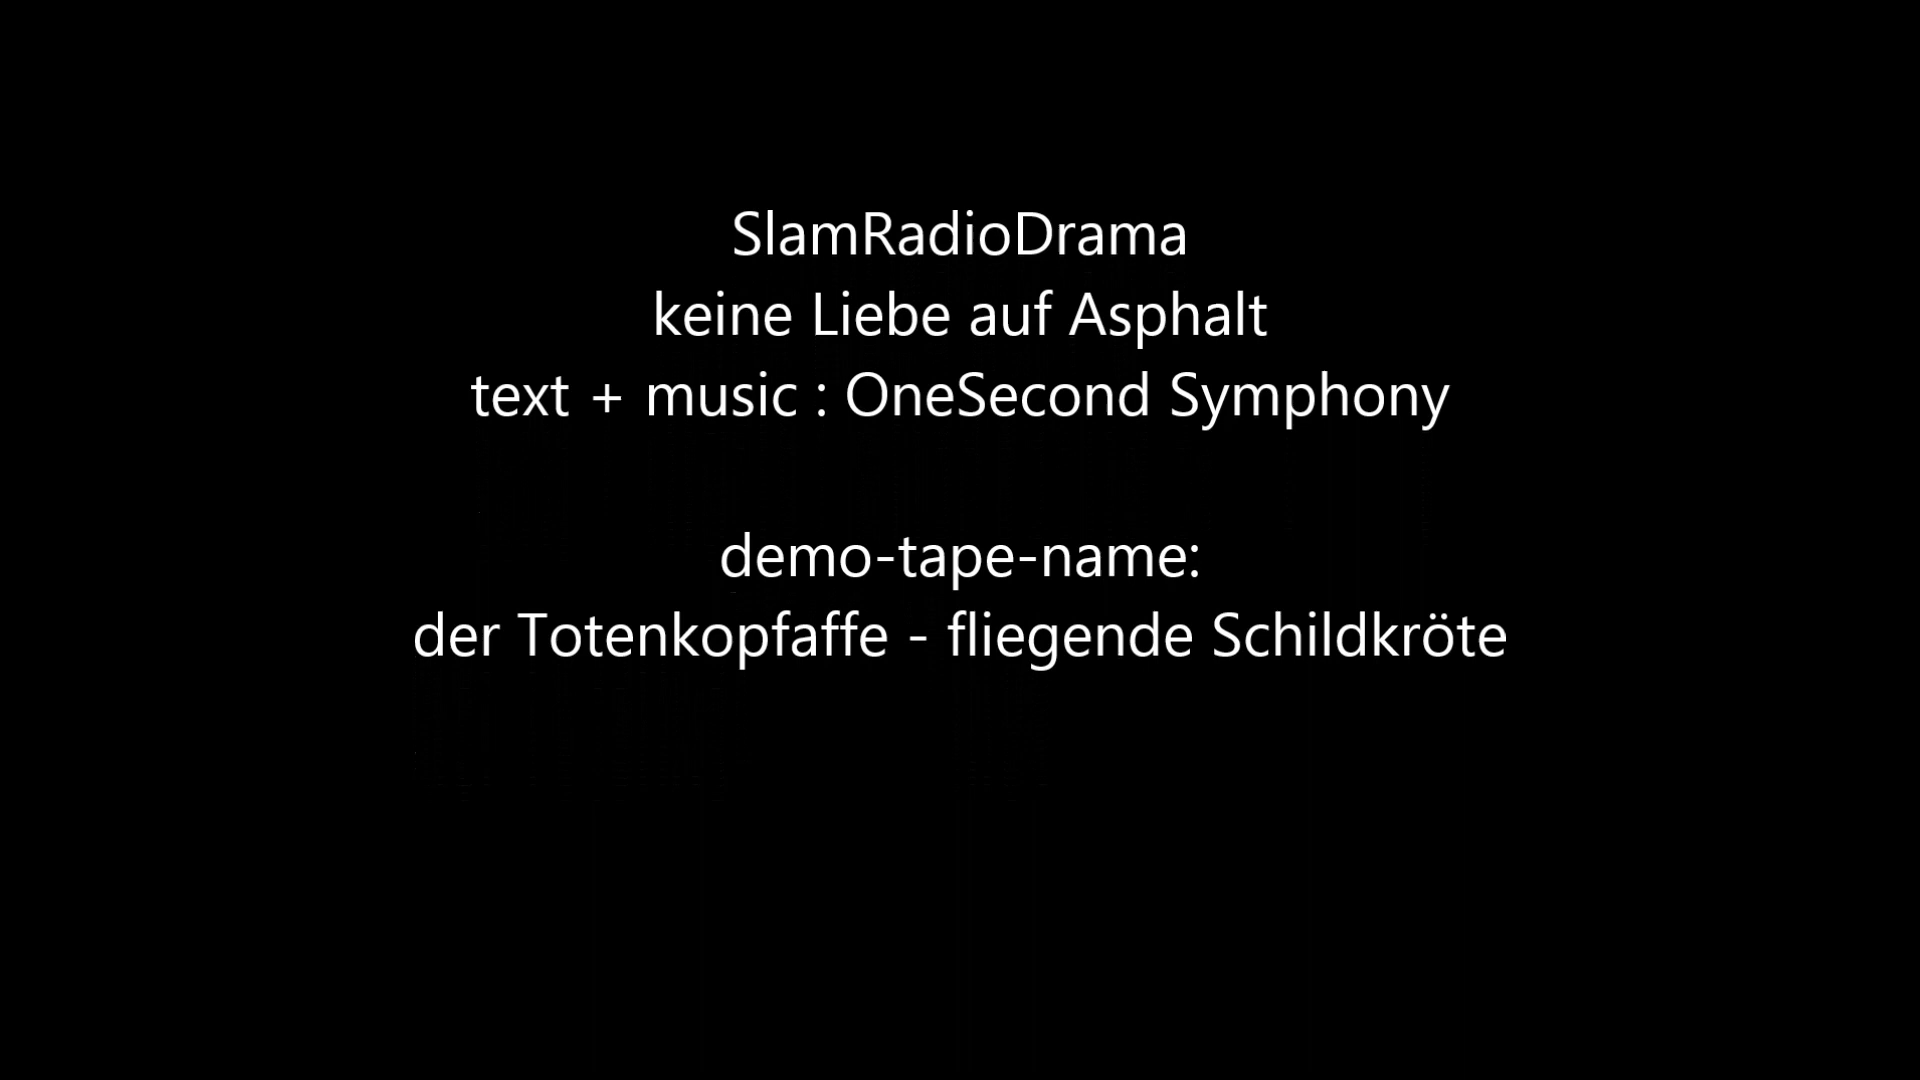 SlamRadioDrama
keine Liebe auf Asphalt
text + music : OneSecond Symphony
demo-tape-name:
der Totenkopfaffe - fliegende Schildkröte